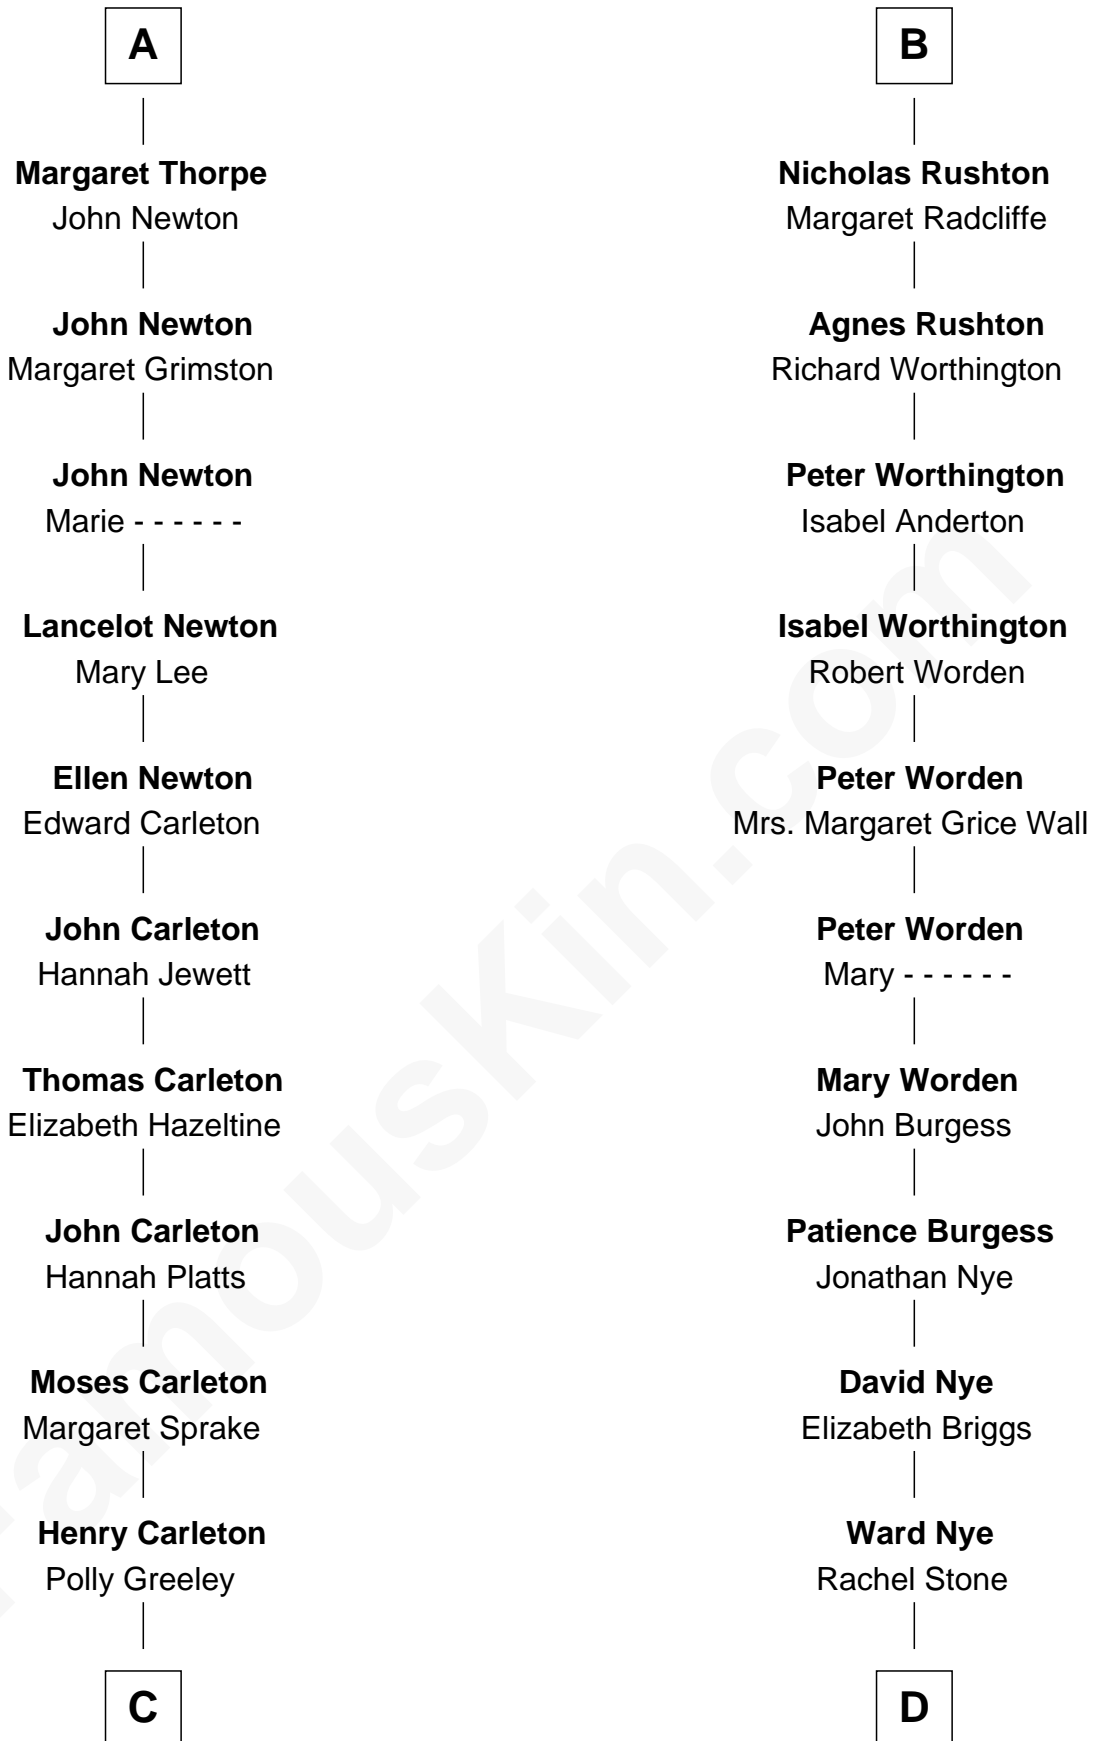 A
Margaret Thorpe
John Newton
John Newton
Margaret Grimston
John Newton
Marie - - - - - -
Lancelot Newton
Mary Lee
Ellen Newton
Edward Carleton
John Carleton
Hannah Jewett
Thomas Carleton
Elizabeth Hazeltine
John Carleton
Hannah Platts
Moses Carleton
Margaret Sprake
Henry Carleton
Polly Greeley
C
B
Nicholas Rushton
Margaret Radcliffe
Agnes Rushton
Richard Worthington
Peter Worthington
Isabel Anderton
Isabel Worthington
Robert Worden
Peter Worden
Mrs. Margaret Grice Wall
Peter Worden
Mary - - - - - -
Mary Worden
John Burgess
Patience Burgess
Jonathan Nye
David Nye
Elizabeth Briggs
Ward Nye
Rachel Stone
D
FamousKin.com